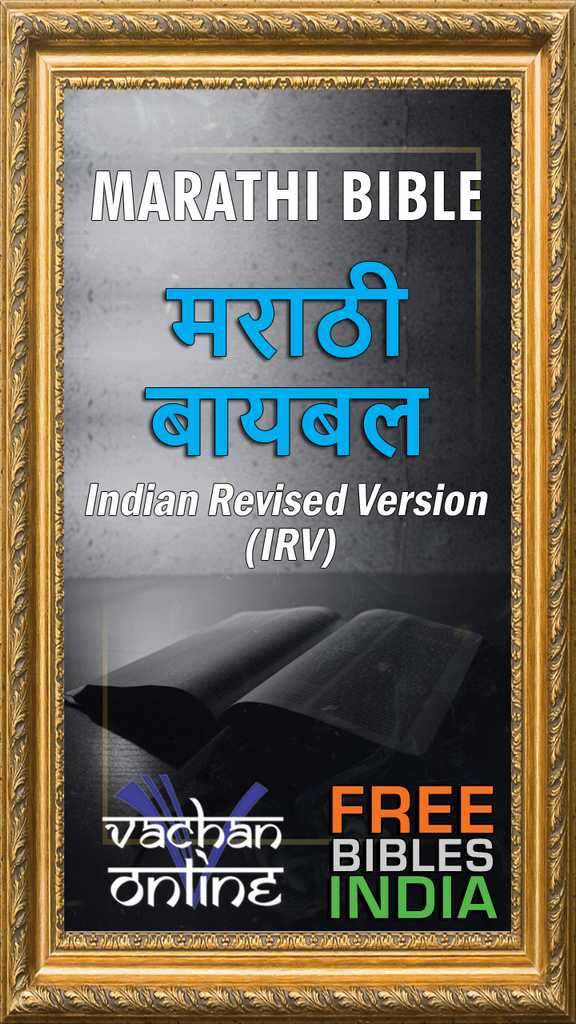 MARATHI BIBLE
मराठी
बायबल
Indian Revised Version
(IRV)
vachan
online
FREE
BIBLES
INDIA